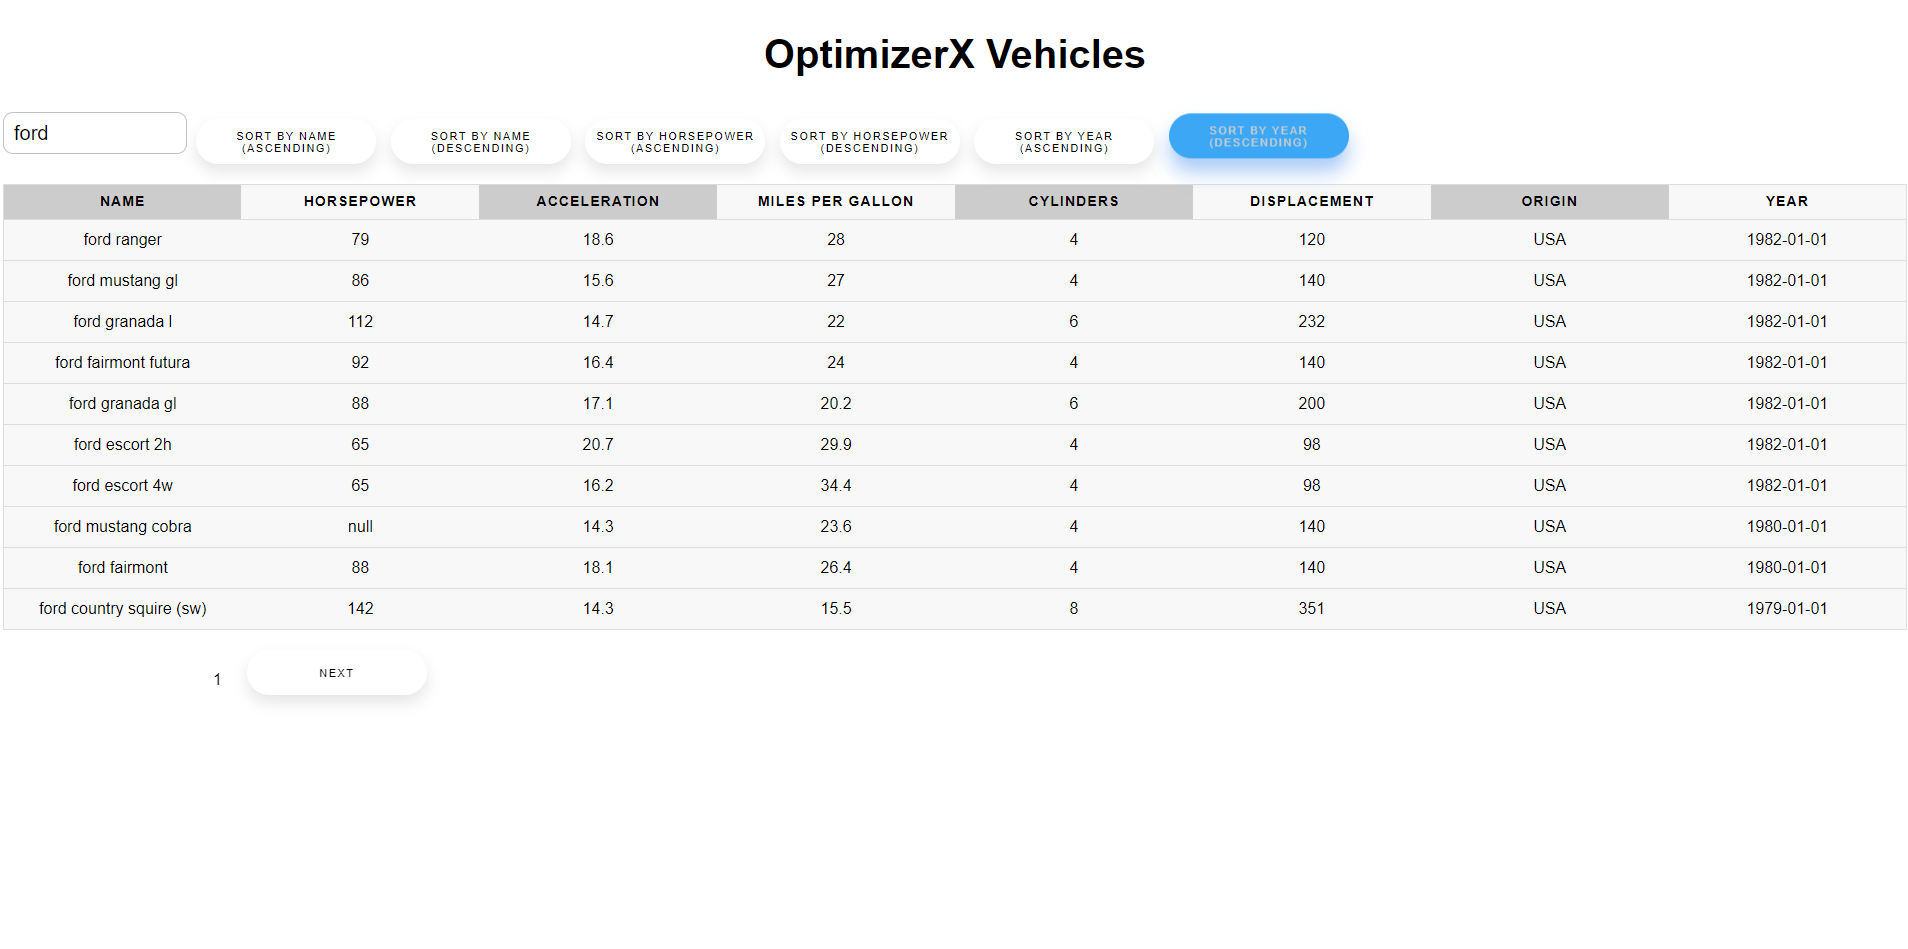 OptimizerX Vehicles
ford
SORT BY NAME
(ASCENDING)
SORT BY NAME
(DESCENDING)
SORT BY HORSEPOWER
(ASCENDING)
SORT BY HORSEPOWER
(DESCENDING)
SORT BY YEAR
(ASCENDING)
SORT BY YEAR
(DESCENDING)
NAME HORSEPOWER ACCELERATION MILES PER GALLON CYLINDERS DISPLACEMENT ORIGIN YEAR
ford ranger 79 18.6 28 4 120 USA 1982-01-01
ford mustang gl 86 15.6 27 4 140 USA 1982-01-01
ford granada l 112 14.7 22 6 232 USA 1982-01-01
ford fairmont futura 92 16.4 24 4 140 USA 1982-01-01
ford granada gl 88 17.1 20.2 6 200 USA 1982-01-01
ford escort 2h 65 20.7 29.9 4 98 USA 1982-01-01
ford escort 4w 65 16.2 34.4 4 98 USA 1982-01-01
ford mustang cobra null 14.3 23.6 4 140 USA 1980-01-01
ford fairmont 88 18.1 26.4 4 140 USA 1980-01-01
ford country squire (sw) 142 14.3 15.5 8 351 USA 1979-01-01
1 NEXT